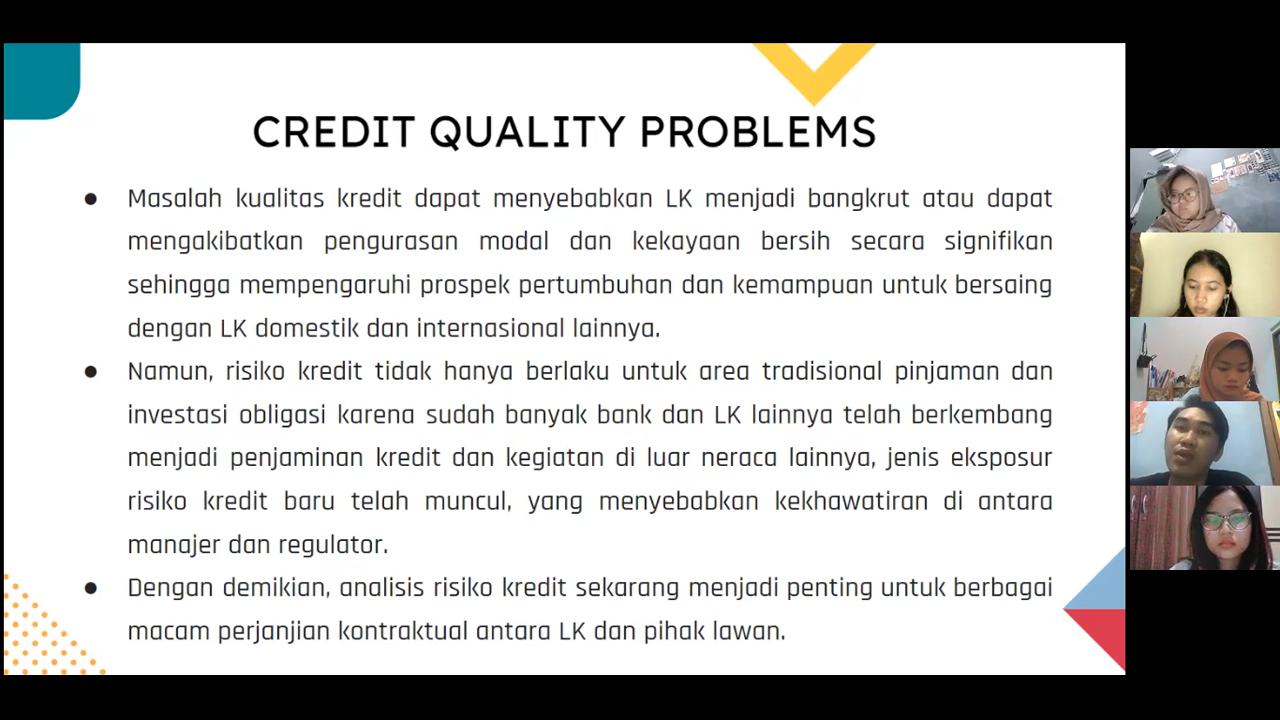 CREDIT QUALITY PROBLEMS
● Masalah kualitas kredit dapat menyebabkan LK menjadi bangkrut atau dapat
mengakibatkan pengurasan modal dan kekayaan bersih secara signifikan
sehingga mempengaruhi prospek pertumbuhan dan kemampuan untuk bersaing
dengan LK domestik dan internasional lainnya.
● Namun, risiko kredit tidak hanya berlaku untuk area tradisional pinjaman dan
investasi obligasi karena sudah banyak bank dan LK lainnya telah berkembang
menjadi penjaminan kredit dan kegiatan di luar neraca lainnya, jenis eksposur
risiko kredit baru telah muncul, yang menyebabkan kekhawatiran di antara
manajer dan regulator.
● Dengan demikian, analisis risiko kredit sekarang menjadi penting untuk berbagai
macam perjanjian kontraktual antara LK dan pihak lawan.